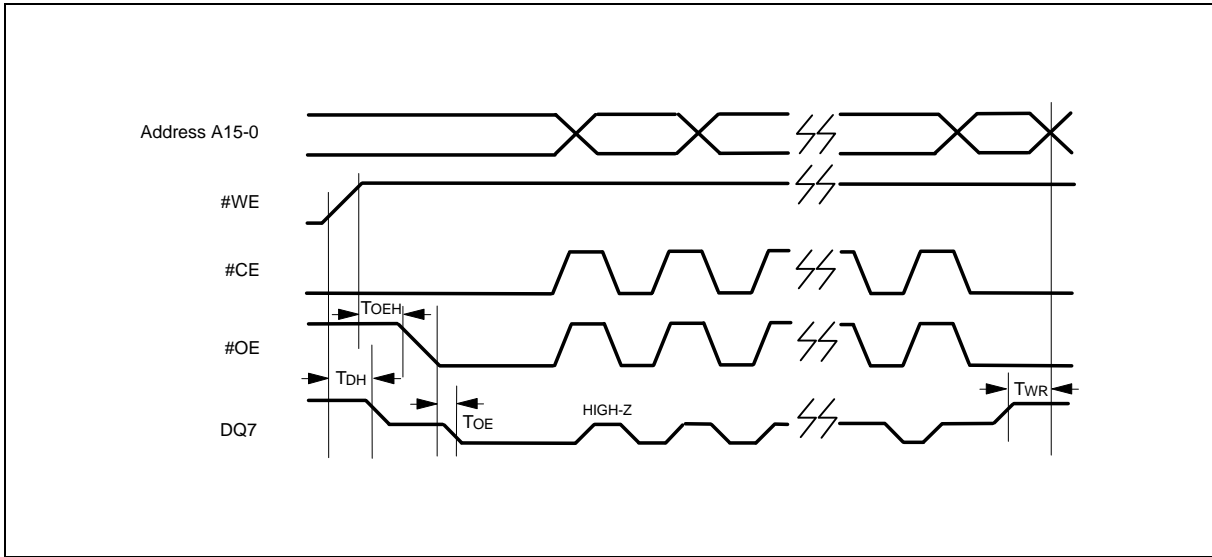 Address A15-0
#WE
#CE
TOEH
#OE
TDH
TWR
HIGH-Z
TOE
DQ7